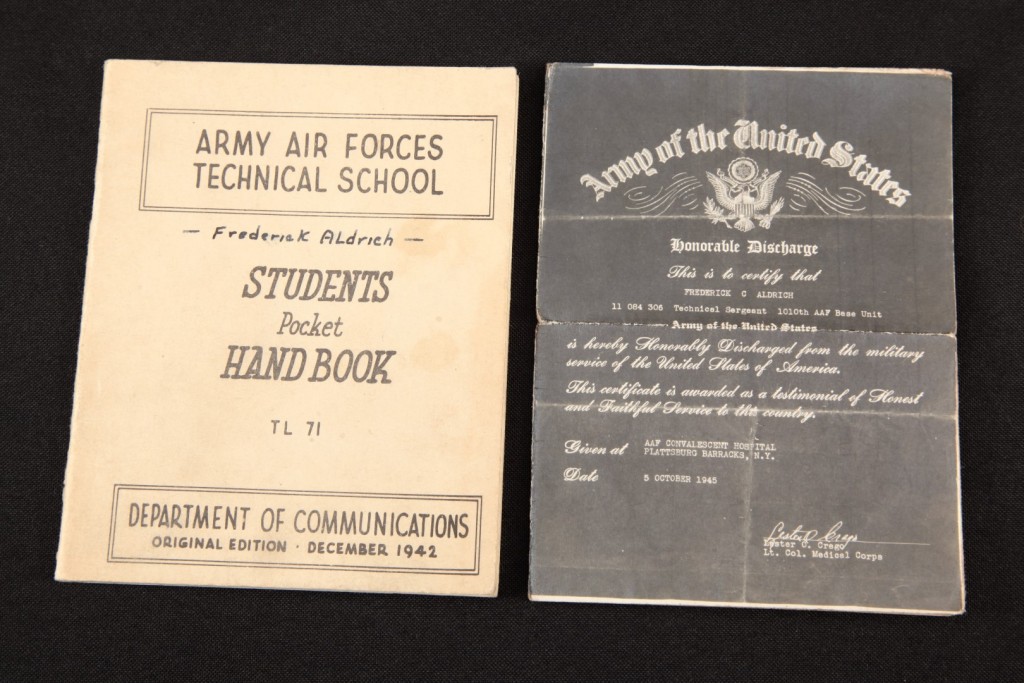 ARMY AIR FORCES
TECHNICAL SCHOOL
— Frederick Aldrich —
STUDENTS
Pocket
HAND BOOK
TL 71
DEPARTMENT OF COMMUNICATIONS
ORIGINAL EDITION · DECEMBER 1942
Army of the United States
Honorable Discharge
This is to certify that
FREDERICK C ALDRICH
11 084 306 Technical Sergeant 1010th AAF Base Unit
Army of the United States
is hereby Honorably Discharged from the military
service of the United States of America.
This certificate is awarded as a testimonial of Honest
and Faithful Service to this country.
Given at AAF CONVALESCENT HOSPITAL
PLATTSBURG BARRACKS, N.Y.
Date 5 OCTOBER 1945
Lester O. Crego
Lester O. Crego
Lt. Col. Medical Corps